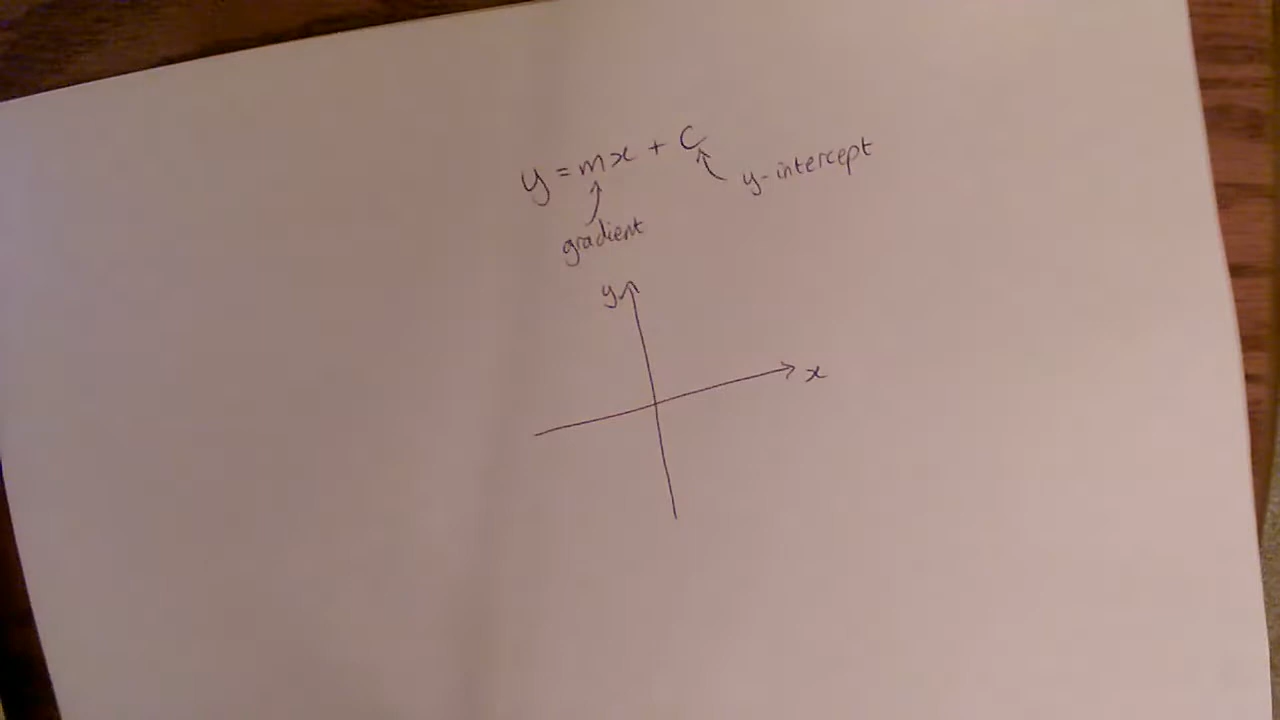 y = mx + c
y-intercept
gradient
y
x